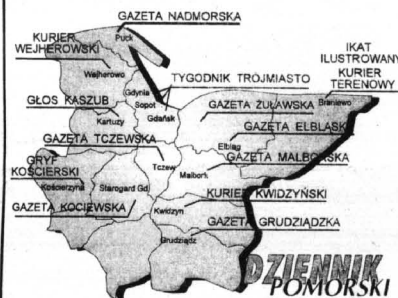 GAZETA NADMORSKA
KURIER
WEJHEROWSKI
Puck
IKAT
ILUSTROWANY
KURIER
TERENOWY
Wejherowo
TYGODNIK TRÓJMIASTO
Gdynia
Sopot
Gdańsk
Braniewo
GŁOS KASZUB
GAZETA ŻUŁAWSKA
Kartuzy
GAZETA ELBLĄSKA
GAZETA TCZEWSKA
Elbląg
GRYF
KOŚCIERSKI
Tczew
GAZETA MALBORSKA
Malbork
Kościerzyna
Starogard Gd.
KURIER KWIDZYŃSKI
GAZETA KOCIEWSKA
Kwidzyn
GAZETA GRUDZIĄDZKA
Grudziądz
DZIENNIK
POMORSKI